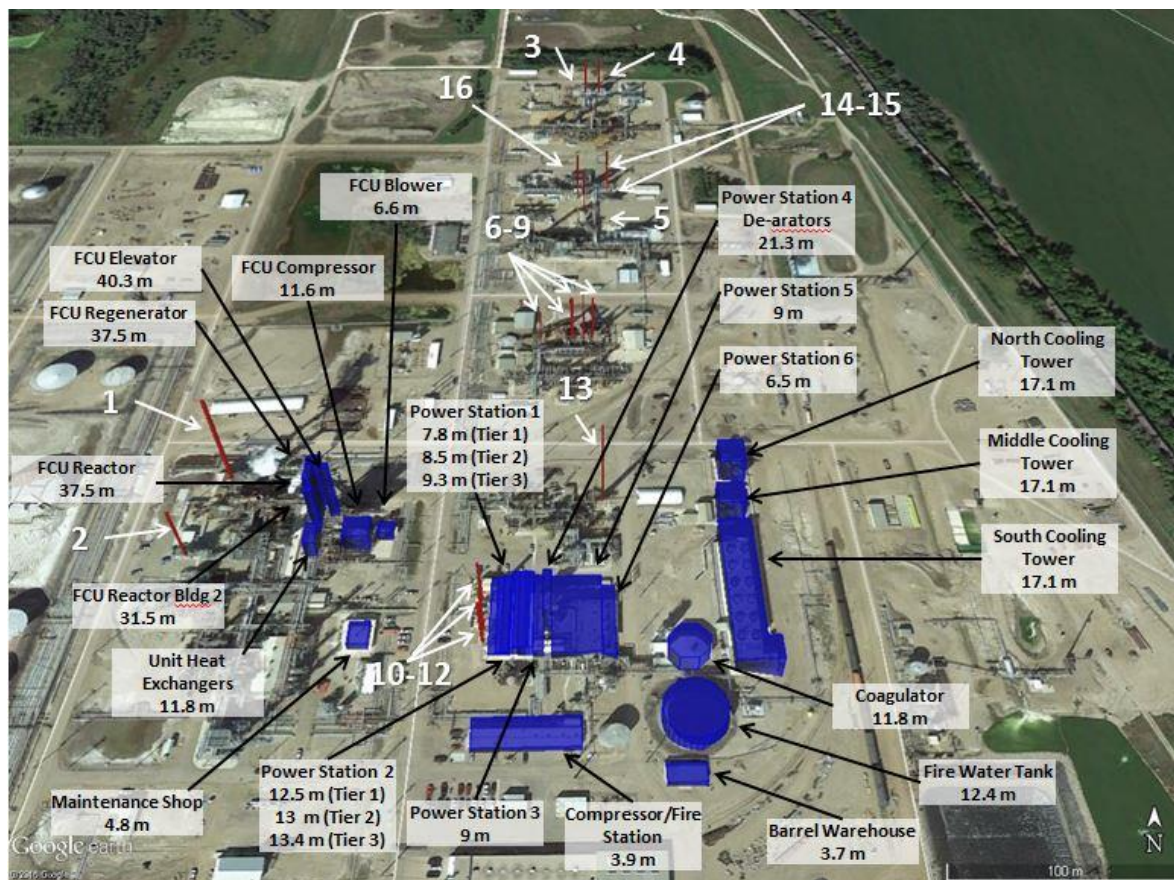 3
4
16
14-15
FCU Blower
6.6 m
Power Station 4
De-arators
21.3 m
6-9
5
FCU Elevator
40.3 m
FCU Compressor
11.6 m
Power Station 5
9 m
FCU Regenerator
37.5 m
North Cooling
Tower
17.1 m
Power Station 6
6.5 m
1
13
Power Station 1
7.8 m (Tier 1)
8.5 m (Tier 2)
9.3 m (Tier 3)
Middle Cooling
Tower
17.1 m
FCU Reactor
37.5 m
2
South Cooling
Tower
17.1 m
FCU Reactor Bldg 2
31.5 m
10-12
Unit Heat
Exchangers
11.8 m
Coagulator
11.8 m
Maintenance Shop
4.8 m
Power Station 2
12.5 m (Tier 1)
13 m (Tier 2)
13.4 m (Tier 3)
Power Station 3
9 m
Compressor/Fire
Station
3.9 m
Barrel Warehouse
3.7 m
Fire Water Tank
12.4 m
N
Google earth
100 m